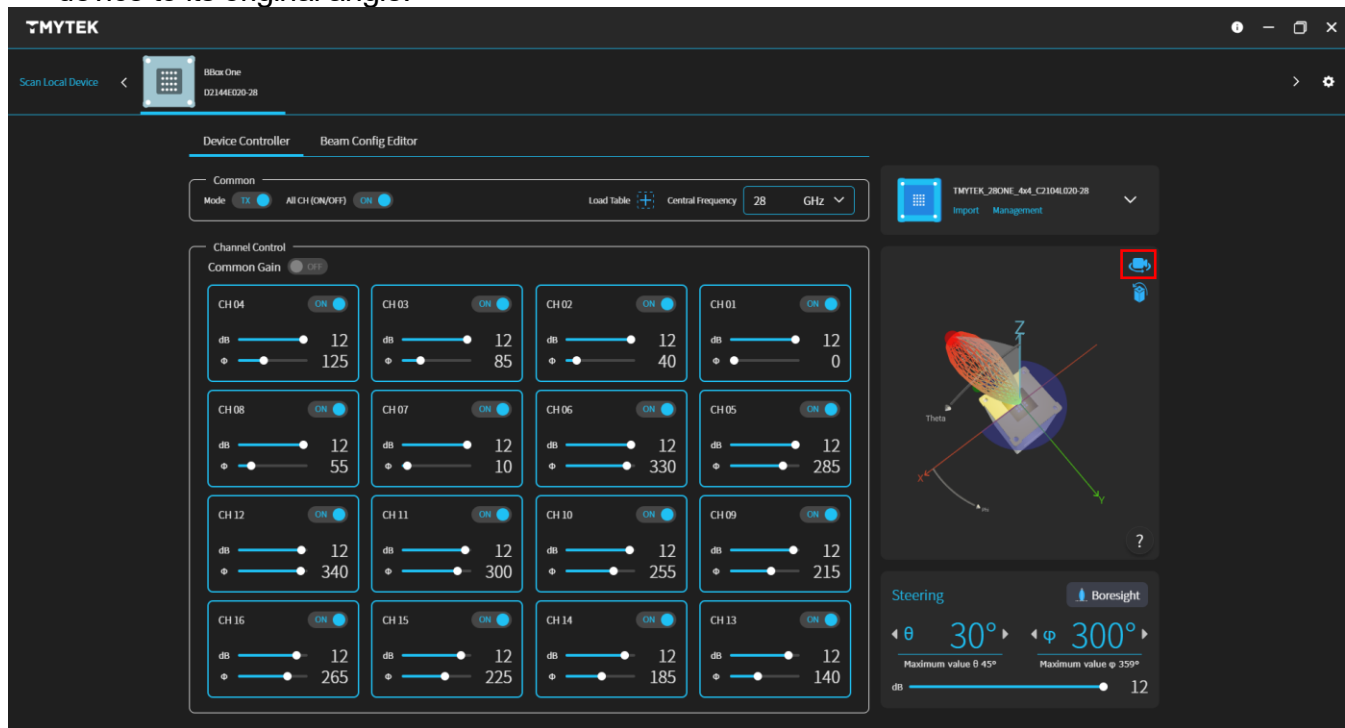 device to its original angle.
TMYTEK
Scan Local Device
BBox One
D2144E020-28
Device Controller Beam Config Editor
Common
Mode TX All CH (ON/OFF) ON Load Table Central Frequency 28 GHz
TMYTEK_28ONE_4x4_C2104L020-28
Import Management
Channel Control
Common Gain OFF
CH 04 ON CH 03 ON CH 02 ON CH 01 ON
dB 12 dB 12 dB 12 dB 12
Φ 125 Φ 85 Φ 40 Φ 0
CH 08 ON CH 07 ON CH 06 ON CH 05 ON
dB 12 dB 12 dB 12 dB 12
Φ 55 Φ 10 Φ 330 Φ 285
CH 12 ON CH 11 ON CH 10 ON CH 09 ON
dB 12 dB 12 dB 12 dB 12
Φ 340 Φ 300 Φ 255 Φ 215
CH 16 ON CH 15 ON CH 14 ON CH 13 ON
dB 12 dB 12 dB 12 dB 12
Φ 265 Φ 225 Φ 185 Φ 140
Z
Theta
X
Y
Phi
?
Steering Boresight
θ 30° φ 300°
Maximum value θ 45° Maximum value φ 359°
dB 12